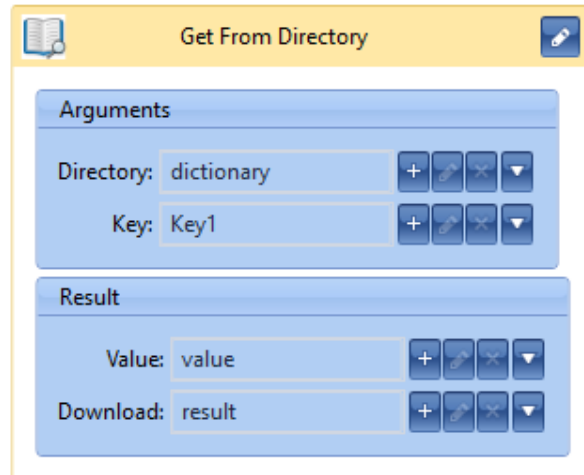 Get From Directory
Arguments
Directory: dictionary
Key: Key1
Result
Value: value
Download: result